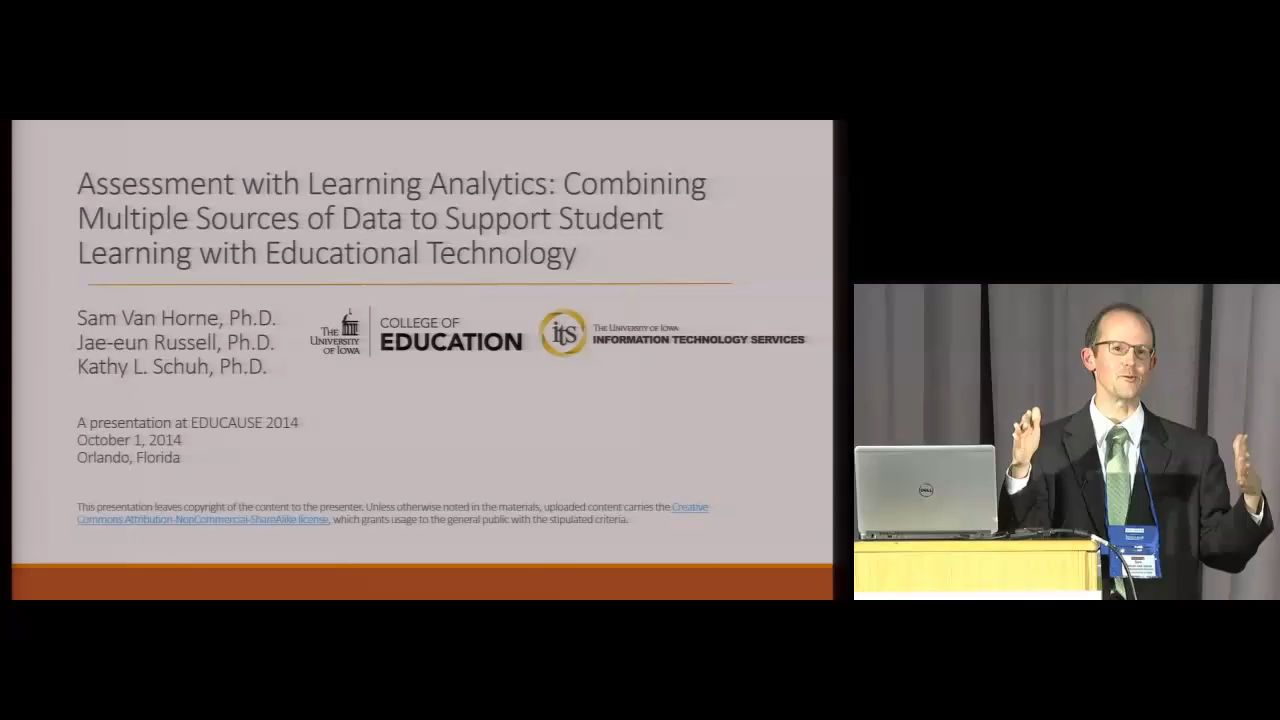 Assessment with Learning Analytics: Combining
Multiple Sources of Data to Support Student
Learning with Educational Technology
Sam Van Horne, Ph.D.
Jae-eun Russell, Ph.D.
Kathy L. Schuh, Ph.D.
THE
UNIVERSITY
OF IOWA
COLLEGE OF
EDUCATION
its
THE UNIVERSITY OF IOWA
INFORMATION TECHNOLOGY SERVICES
A presentation at EDUCAUSE 2014
October 1, 2014
Orlando, Florida
This presentation leaves copyright of the content to the presenter. Unless otherwise noted in the materials, uploaded content carries the Creative
Commons Attribution-NonCommercial-ShareAlike license, which grants usage to the general public with the stipulated criteria.
DELL